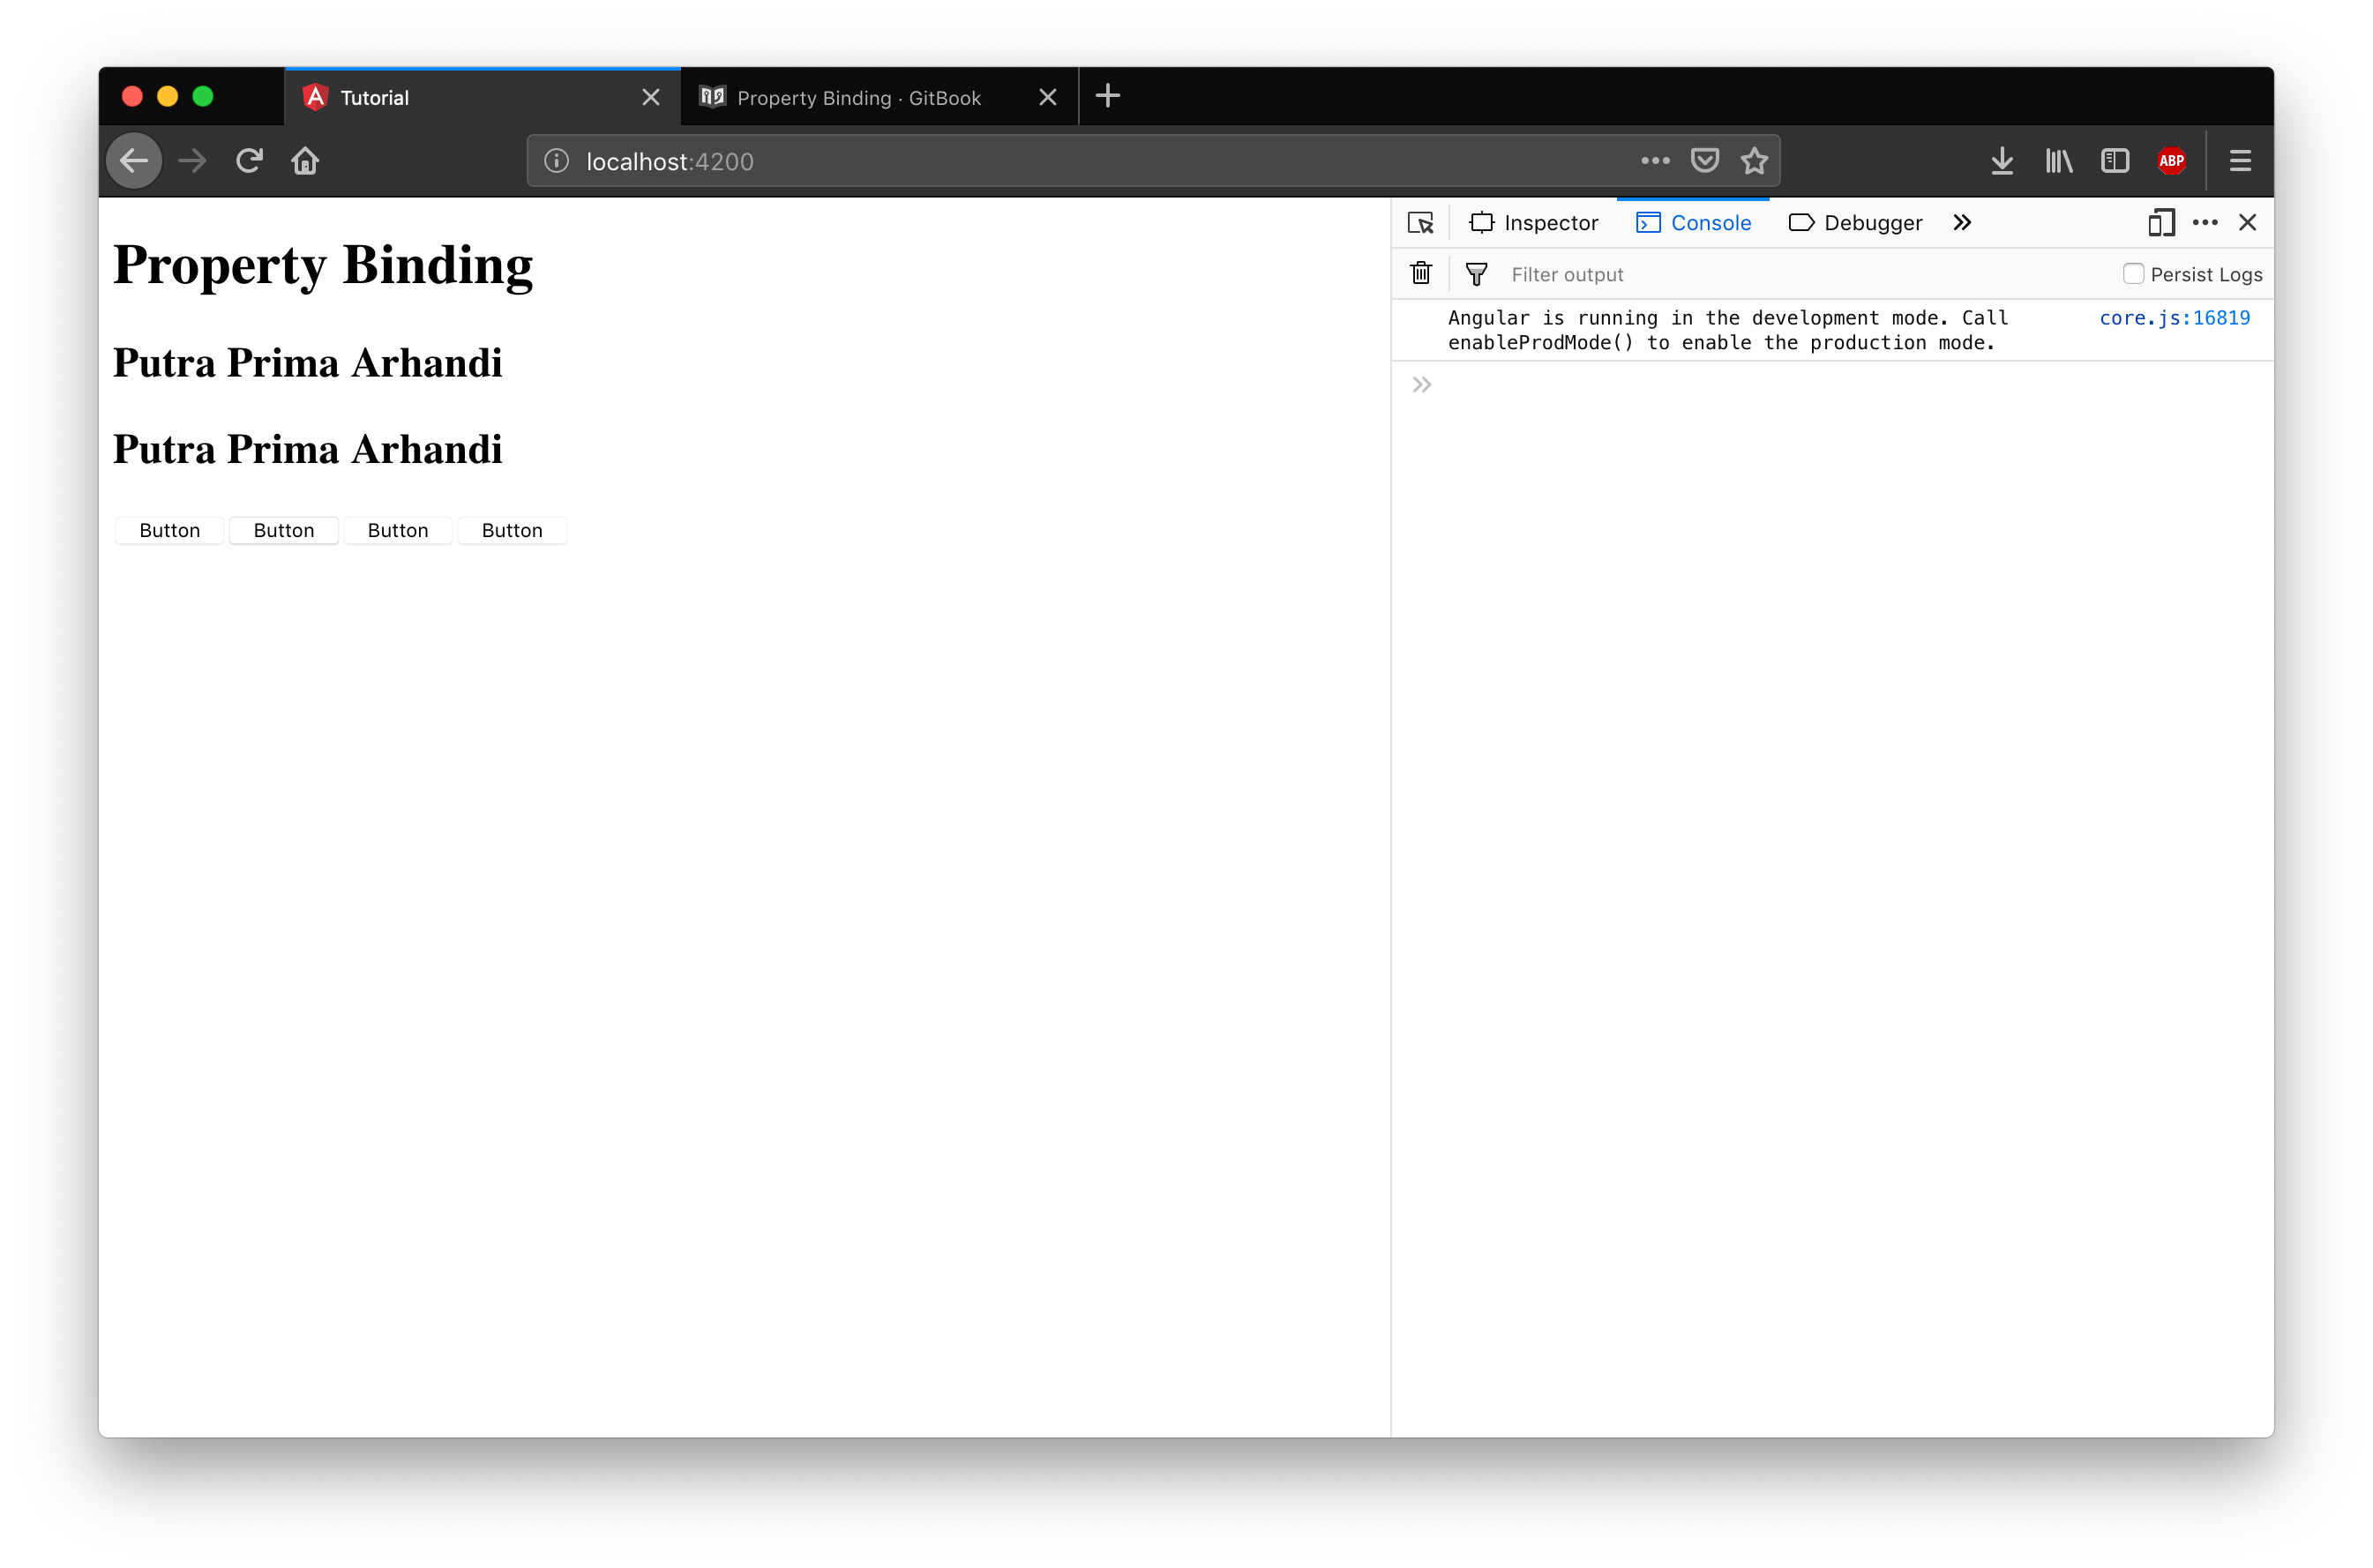 Tutorial
Property Binding · GitBook
localhost:4200
ABP
Property Binding
Putra Prima Arhandi
Putra Prima Arhandi
Button Button Button Button
Inspector Console Debugger
Filter output Persist Logs
Angular is running in the development mode. Call core.js:16819
enableProdMode() to enable the production mode.